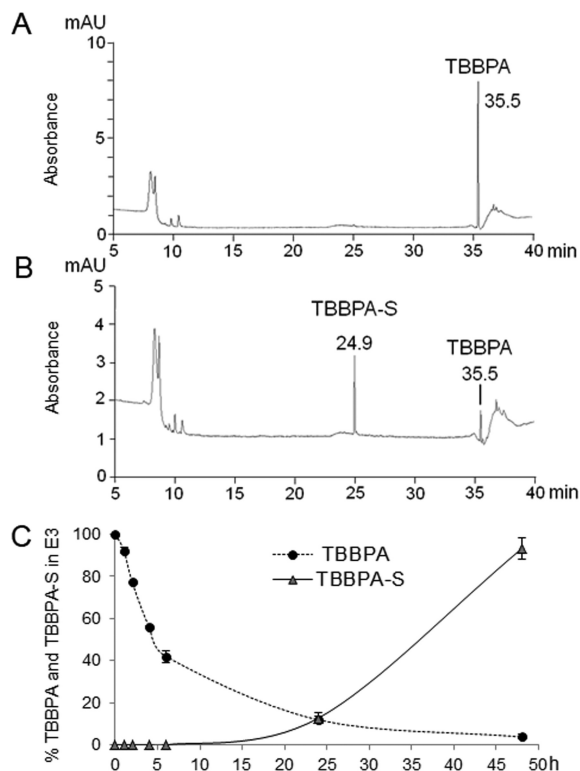 A
mAU
Absorbance
10
5
0
TBBPA
35.5
5 10 15 20 25 30 35 40 min
B
mAU
Absorbance
5
4
3
2
1
0
TBBPA-S
24.9
TBBPA
35.5
5 10 15 20 25 30 35 40 min
C
% TBBPA and TBBPA-S in E3
100
80
60
40
20
0
TBBPA
TBBPA-S
0 5 10 15 20 25 30 35 40 45 50 h